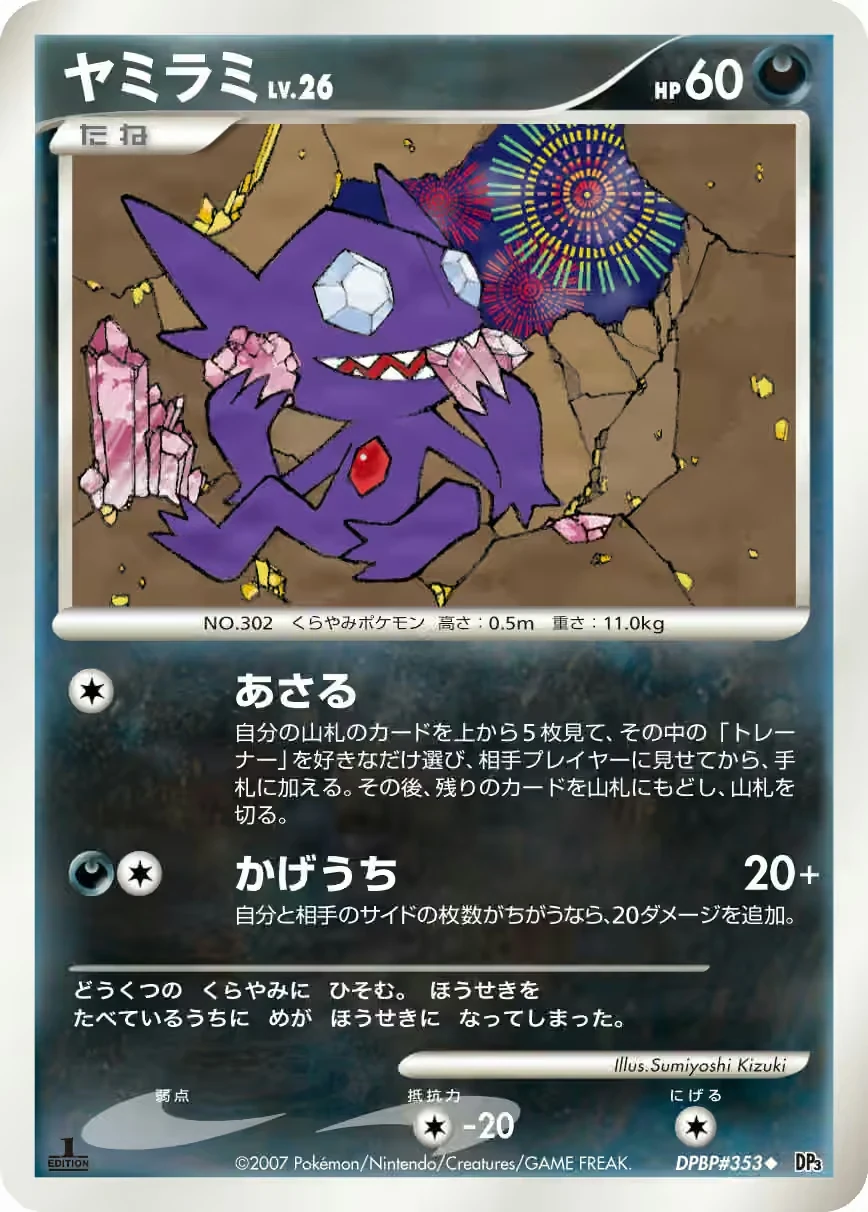 ヤミラミ LV.26 HP 60
たね
NO.302 くらやみポケモン 高さ：0.5m 重さ：11.0kg
あさる
自分の山札のカードを上から５枚見て、その中の「トレー
ナー」を好きなだけ選び、相手プレイヤーに見せてから、手
札に加える。その後、残りのカードを山札にもどし、山札を
切る。
かげうち 20+
自分と相手のサイドの枚数がちがうなら、20ダメージを追加。
どうくつの くらやみに ひそむ。 ほうせきを
たべているうちに めが ほうせきに なってしまった。
Illus.Sumiyoshi Kizuki
弱点 抵抗力 にげる
-20
1 EDITION ©2007 Pokémon/Nintendo/Creatures/GAME FREAK. DPBP#353◆ DP3